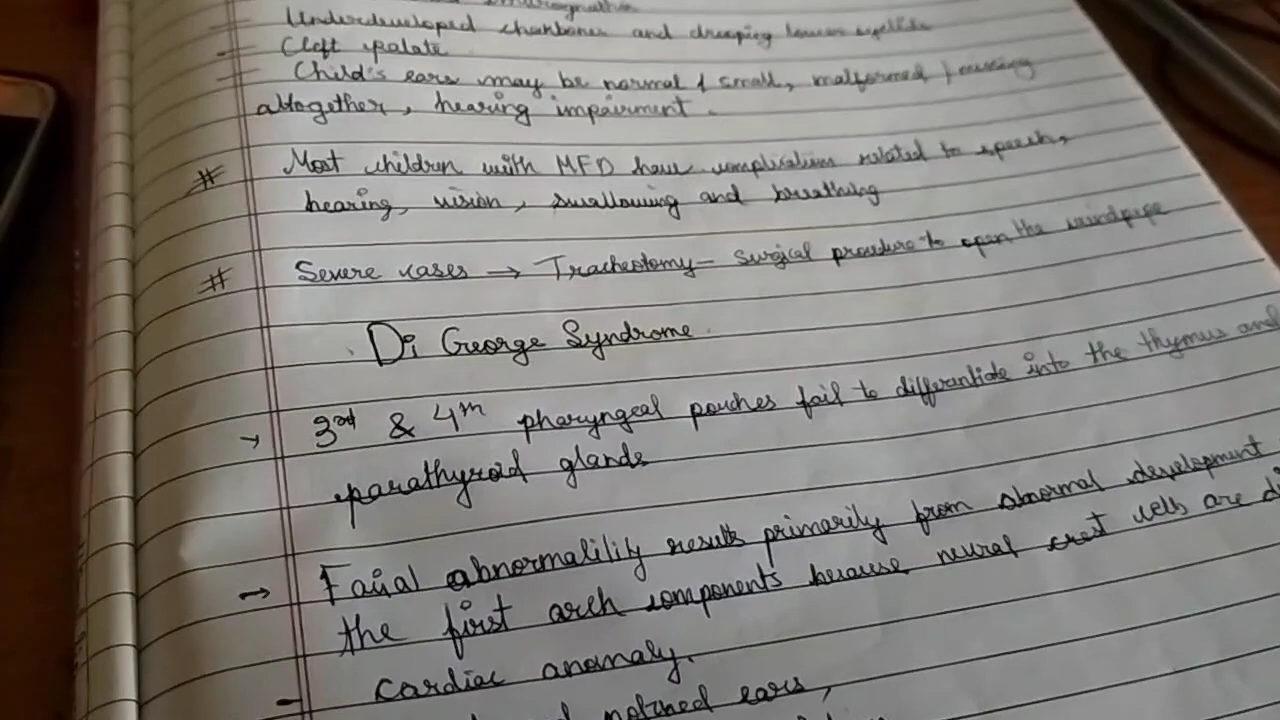 Underdeveloped cheekbones and drooping lower eyelids
- Cleft palate
- Child's ears may be normal / small, malformed / missing
altogether, hearing impairment.
# Most children with MFD have complications related to speech,
hearing, vision, swallowing and breathing
# Severe cases → Tracheotomy - Surgical procedure to open the windpipe
Di George Syndrome
→ 3rd & 4th pharyngeal pouches fail to differentiate into the thymus and
parathyroid glands
→ Facial abnormalility results primarily from abnormal development
the first arch components because neural crest cells are
- cardiac anomaly.
notched ears,